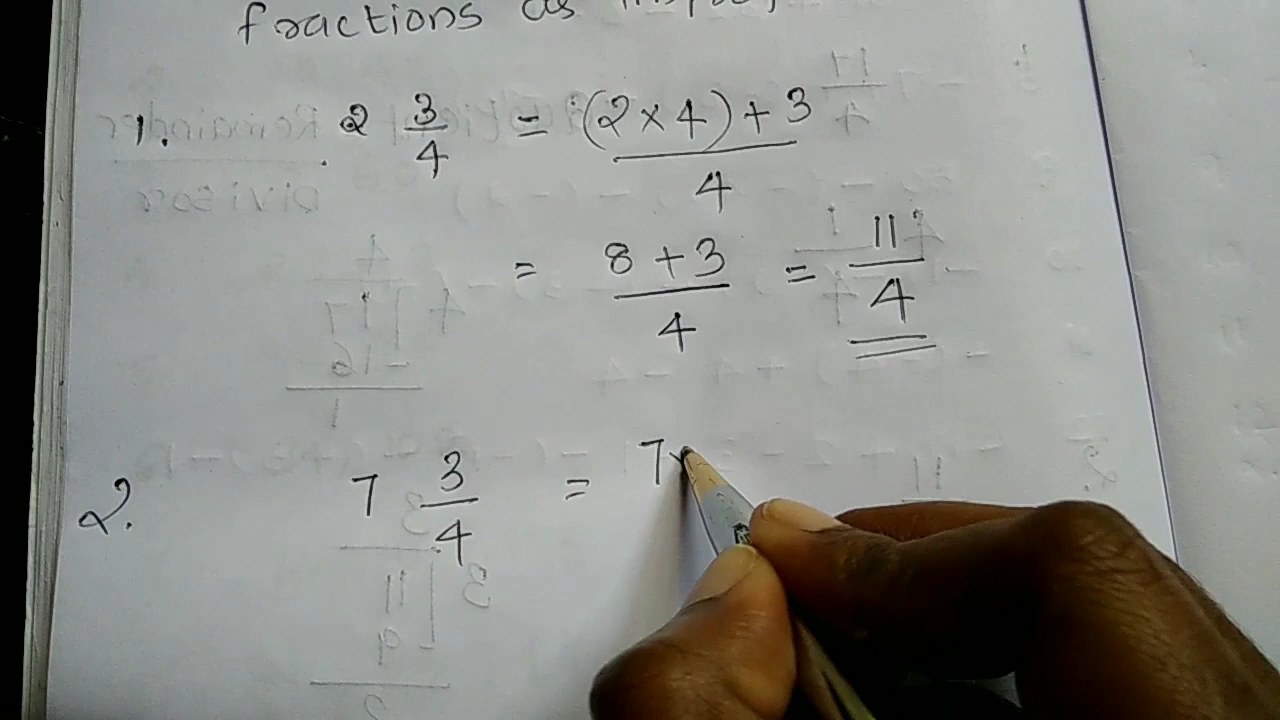 fractions as
1. 2 3/4 = (2 × 4) + 3 / 4
= 8 + 3 / 4 = 11/4
2. 7 3/4 = 7×